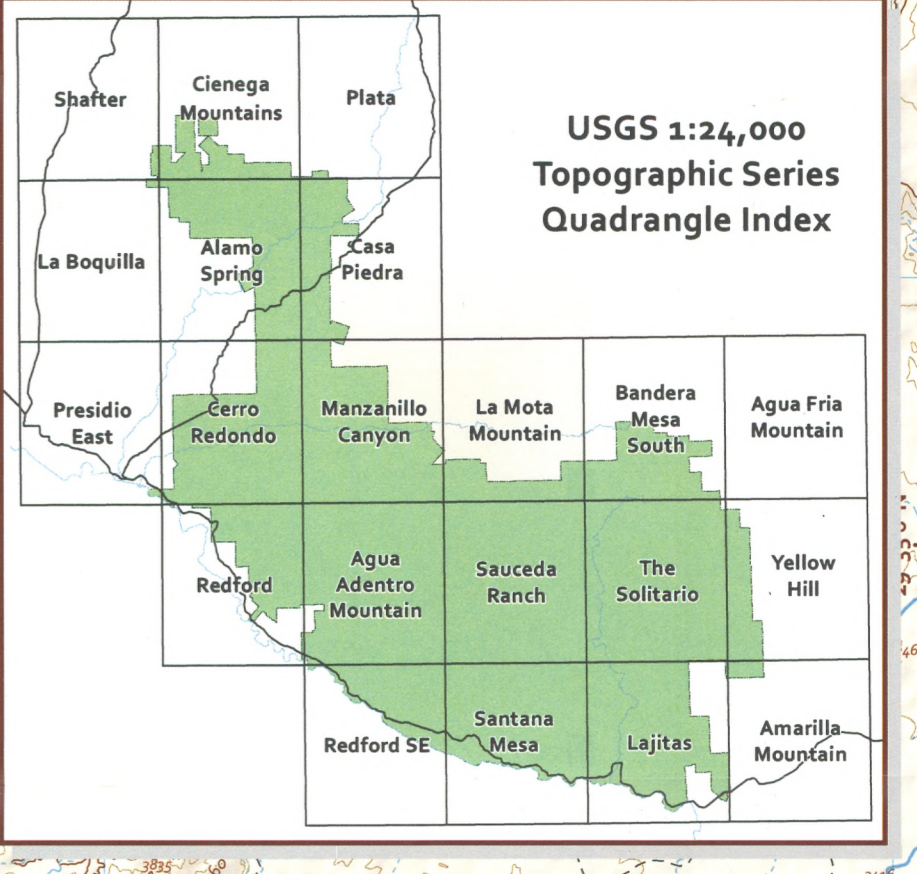 USGS 1:24,000
Topographic Series
Quadrangle Index
Shafter
Cienega
Mountains
Plata
La Boquilla
Alamo
Spring
Casa
Piedra
Presidio
East
Cerro
Redondo
Manzanillo
Canyon
La Mota
Mountain
Bandera
Mesa
South
Agua Fria
Mountain
Redford
Agua
Adentro
Mountain
Sauceda
Ranch
The
Solitario
Yellow
Hill
Redford SE
Santana
Mesa
Lajitas
Amarilla
Mountain
3835